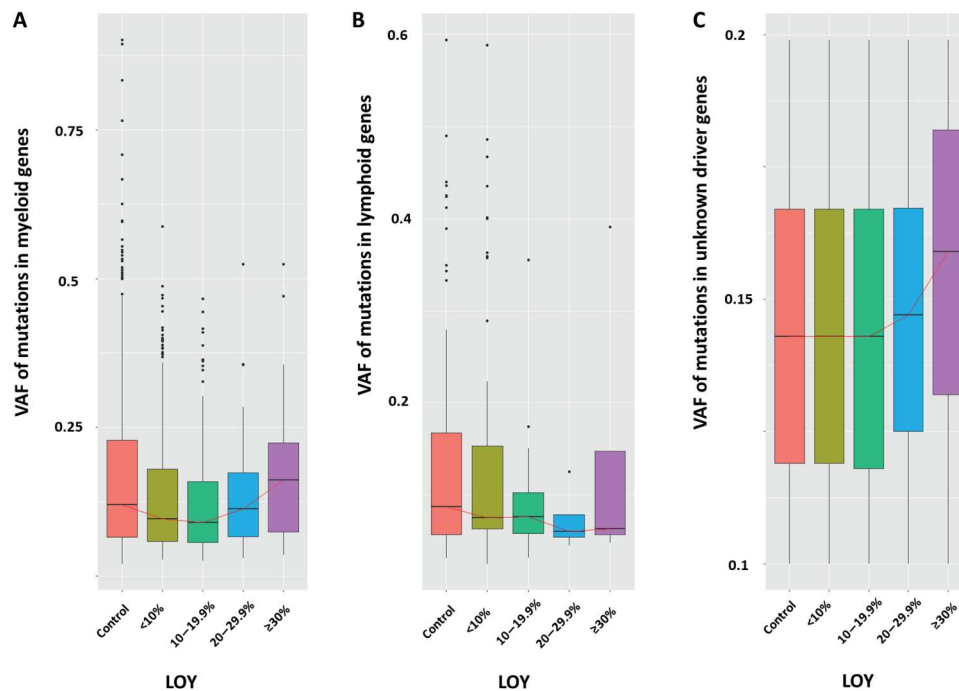 A
VAF of mutations in myeloid genes
0.75
0.5
0.25
Control
<10%
10–19.9%
20–29.9%
≥30%
LOY
B
VAF of mutations in lymphoid genes
0.6
0.4
0.2
Control
<10%
10–19.9%
20–29.9%
≥30%
LOY
C
VAF of mutations in unknown driver genes
0.2
0.15
0.1
Control
<10%
10–19.9%
20–29.9%
≥30%
LOY